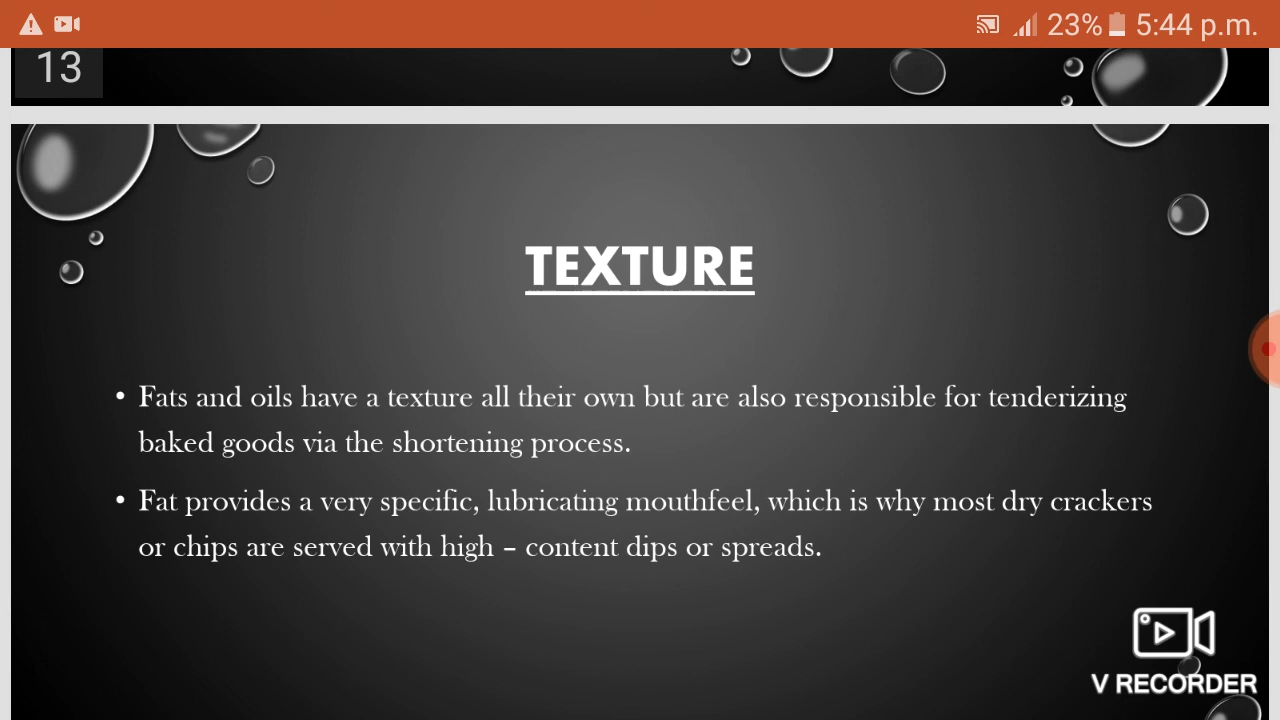 23% 5:44 p.m.
13
TEXTURE
• Fats and oils have a texture all their own but are also responsible for tenderizing
baked goods via the shortening process.
• Fat provides a very specific, lubricating mouthfeel, which is why most dry crackers
or chips are served with high – content dips or spreads.
V RECORDER